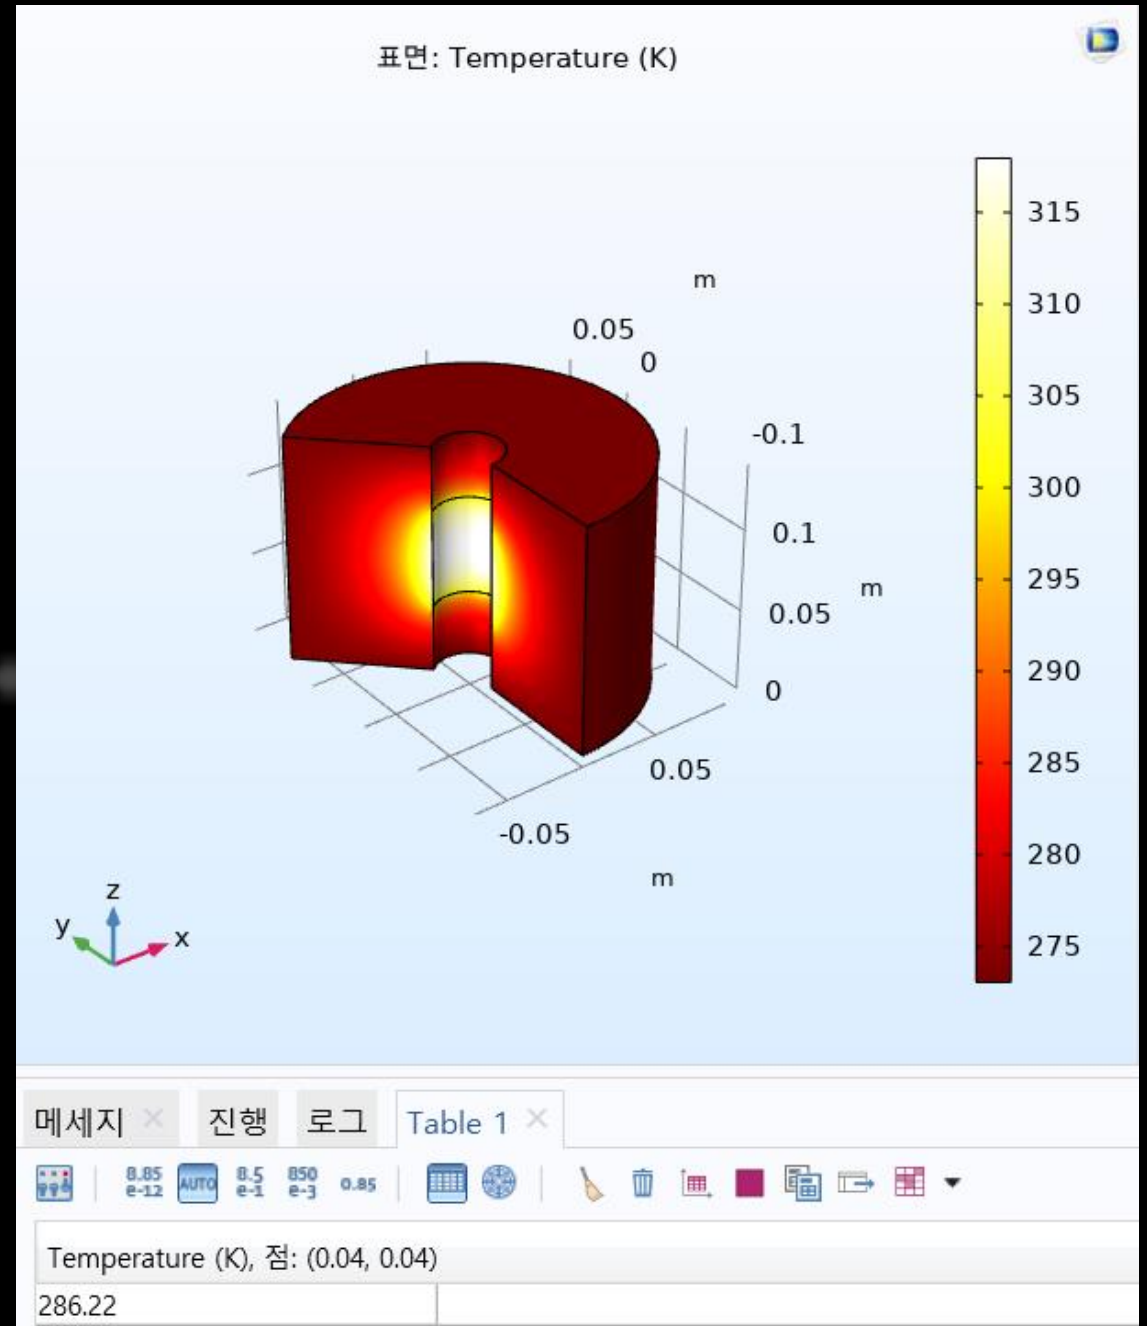 표면: Temperature (K)
m
0.05
0
-0.1
0.1
0.05
m
0
0.05
-0.05
m
315
310
305
300
295
290
285
280
275
z
y
x
메세지
진행
로그
Table 1
8.85 e-12
AUTO
8.5 e-1
850 e-3
0.85
Temperature (K), 점: (0.04, 0.04)
286.22